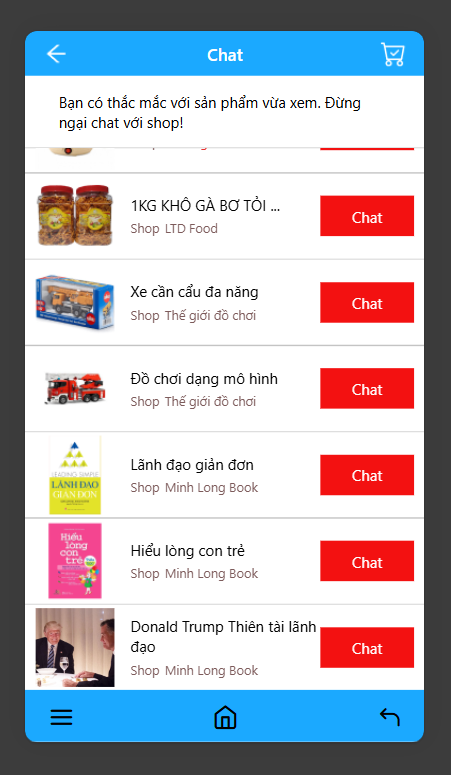 Chat
Bạn có thắc mắc với sản phẩm vừa xem. Đừng
ngại chat với shop!
1KG KHÔ GÀ BƠ TỎI ...
Shop LTD Food
Chat
Xe cần cẩu đa năng
Shop Thế giới đồ chơi
Chat
Đồ chơi dạng mô hình
Shop Thế giới đồ chơi
Chat
LEADING SIMPLE
LÃNH ĐẠO
GIẢN ĐƠN
Lãnh đạo giản đơn
Shop Minh Long Book
Chat
Hiểu
lòng
con trẻ
Hiểu lòng con trẻ
Shop Minh Long Book
Chat
Donald Trump Thiên tài lãnh
đạo
Shop Minh Long Book
Chat